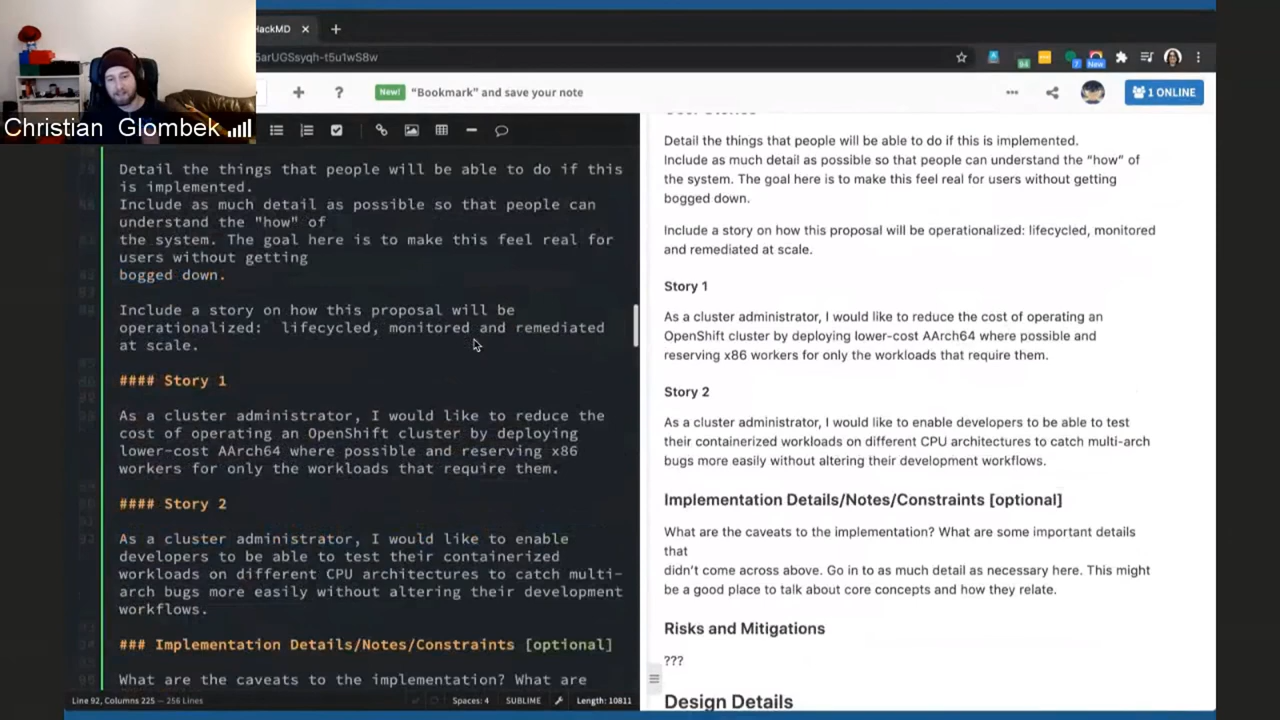 HackMD
5arUGSsyqh-t5u1wS8w
New
Christian Glombek
New! "Bookmark" and save your note
1 ONLINE
Detail the things that people will be able to do if this
is implemented.
Include as much detail as possible so that people can
understand the "how" of
the system. The goal here is to make this feel real for
users without getting
bogged down.
Include a story on how this proposal will be
operationalized:  lifecycled, monitored and remediated
at scale.
#### Story 1
As a cluster administrator, I would like to reduce the
cost of operating an OpenShift cluster by deploying
lower-cost AArch64 where possible and reserving x86
workers for only the workloads that require them.
#### Story 2
As a cluster administrator, I would like to enable
developers to be able to test their containerized
workloads on different CPU architectures to catch multi-
arch bugs more easily without altering their development
workflows.
### Implementation Details/Notes/Constraints [optional]
What are the caveats to the implementation? What are
Line 92, Columns 225 — 256 Lines
Spaces: 4
SUBLIME
Length: 10811
Detail the things that people will be able to do if this is implemented.
Include as much detail as possible so that people can understand the “how” of
the system. The goal here is to make this feel real for users without getting
bogged down.
Include a story on how this proposal will be operationalized: lifecycled, monitored
and remediated at scale.
Story 1
As a cluster administrator, I would like to reduce the cost of operating an
OpenShift cluster by deploying lower-cost AArch64 where possible and
reserving x86 workers for only the workloads that require them.
Story 2
As a cluster administrator, I would like to enable developers to be able to test
their containerized workloads on different CPU architectures to catch multi-arch
bugs more easily without altering their development workflows.
Implementation Details/Notes/Constraints [optional]
What are the caveats to the implementation? What are some important details
that
didn’t come across above. Go in to as much detail as necessary here. This might
be a good place to talk about core concepts and how they relate.
Risks and Mitigations
???
Design Details